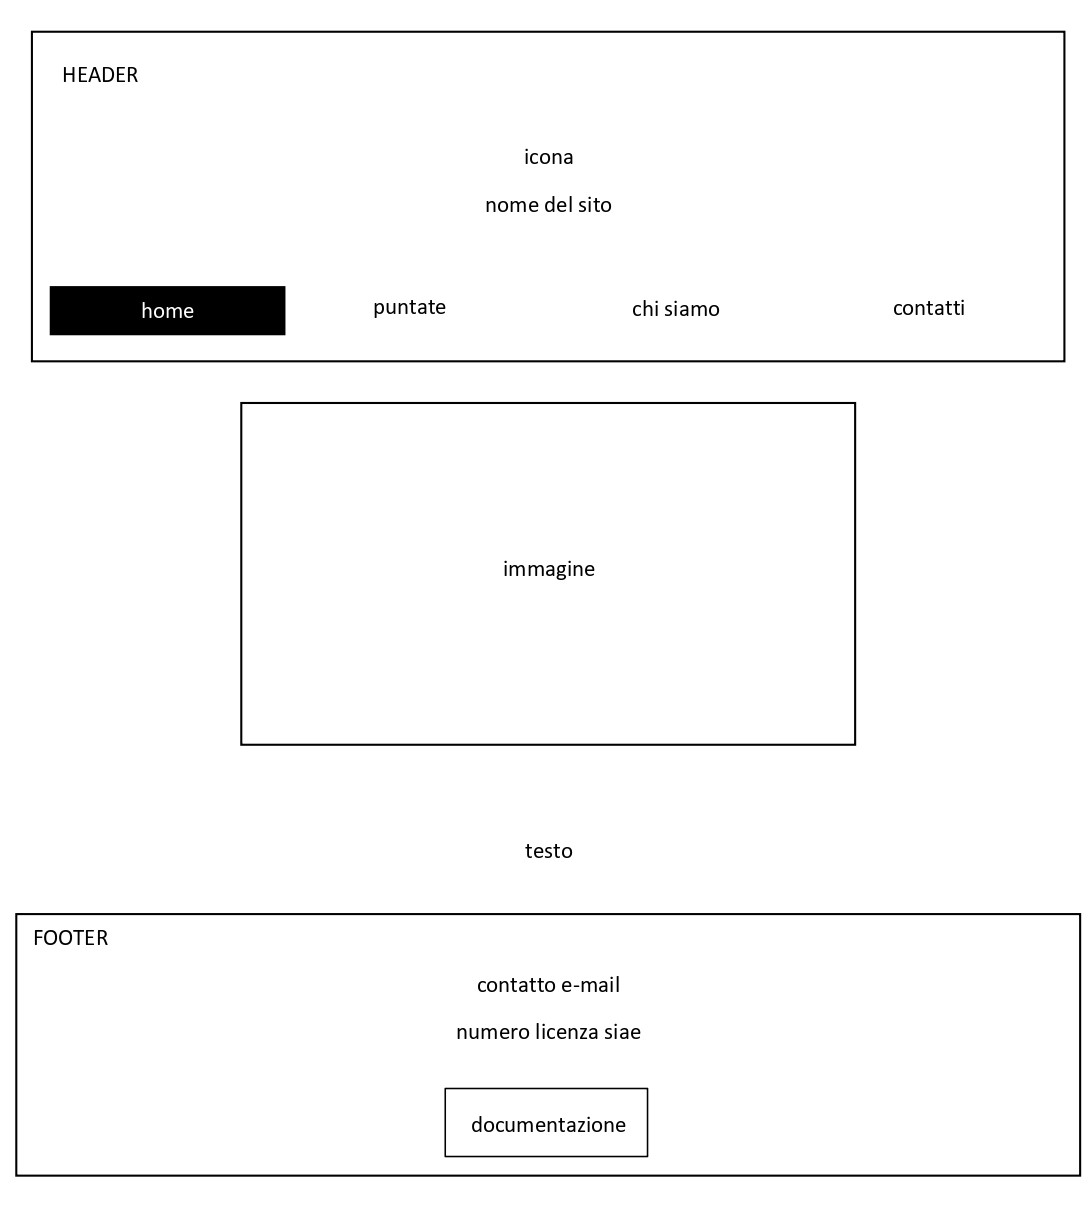 HEADER
icona
nome del sito
home
puntate
chi siamo
contatti
immagine
testo
FOOTER
contatto e-mail
numero licenza siae
documentazione